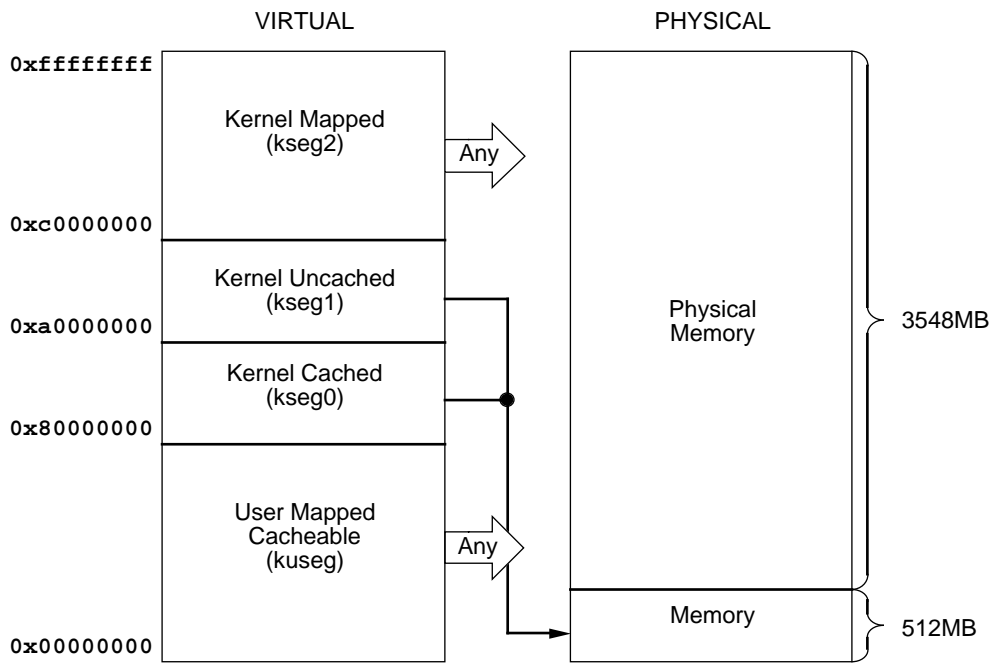 VIRTUAL
PHYSICAL
0xffffffff
Kernel Mapped
(kseg2)
Any
0xc0000000
Kernel Uncached
(kseg1)
0xa0000000
Physical
Memory
3548MB
Kernel Cached
(kseg0)
0x80000000
User Mapped
Cacheable
(kuseg)
Any
Memory
512MB
0x00000000